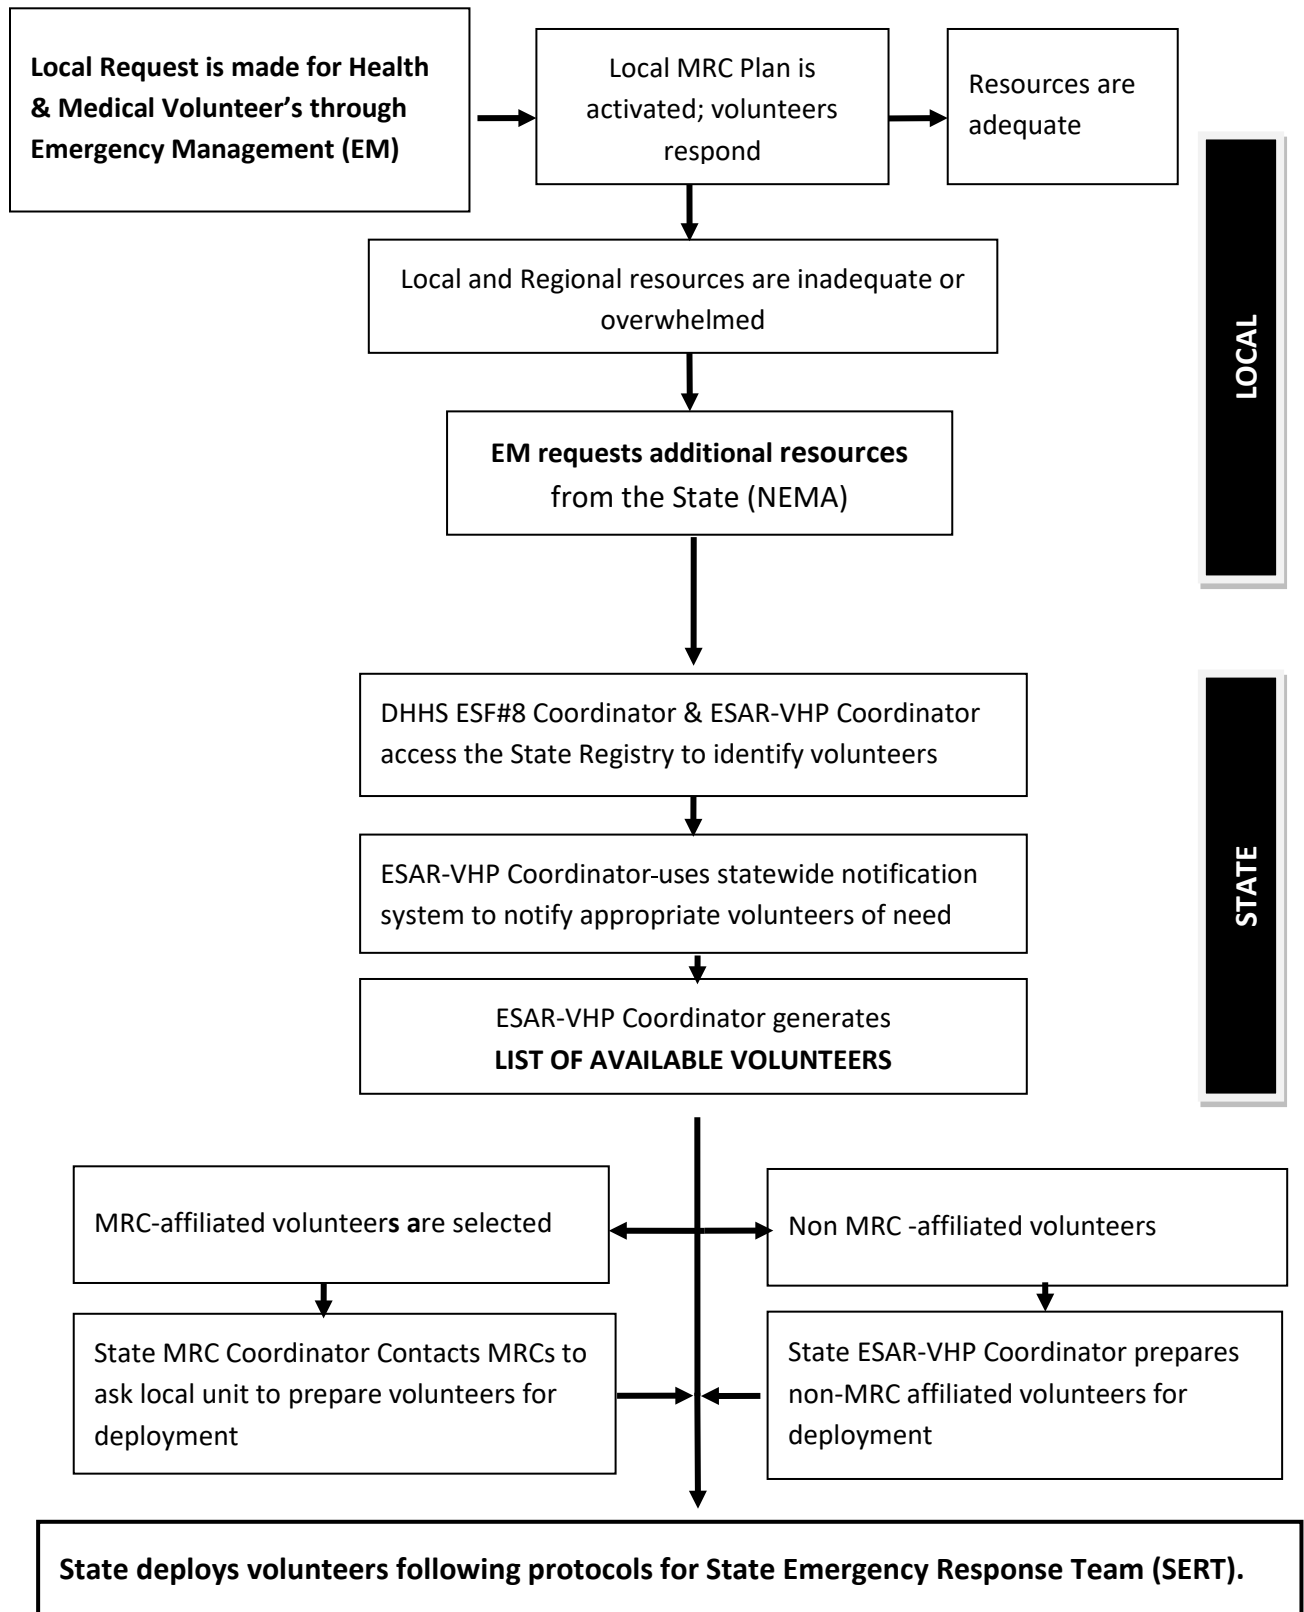 Local Request is made for Health
& Medical Volunteer’s through
Emergency Management (EM)
Local MRC Plan is
activated; volunteers
respond
Resources are
adequate
Local and Regional resources are inadequate or
overwhelmed
EM requests additional resources
from the State (NEMA)
LOCAL
DHHS ESF#8 Coordinator & ESAR-VHP Coordinator
access the State Registry to identify volunteers
ESAR-VHP Coordinator-uses statewide notification
system to notify appropriate volunteers of need
ESAR-VHP Coordinator generates
LIST OF AVAILABLE VOLUNTEERS
STATE
MRC-affiliated volunteers are selected
Non MRC -affiliated volunteers
State MRC Coordinator Contacts MRCs to
ask local unit to prepare volunteers for
deployment
State ESAR-VHP Coordinator prepares
non-MRC affiliated volunteers for
deployment
State deploys volunteers following protocols for State Emergency Response Team (SERT).